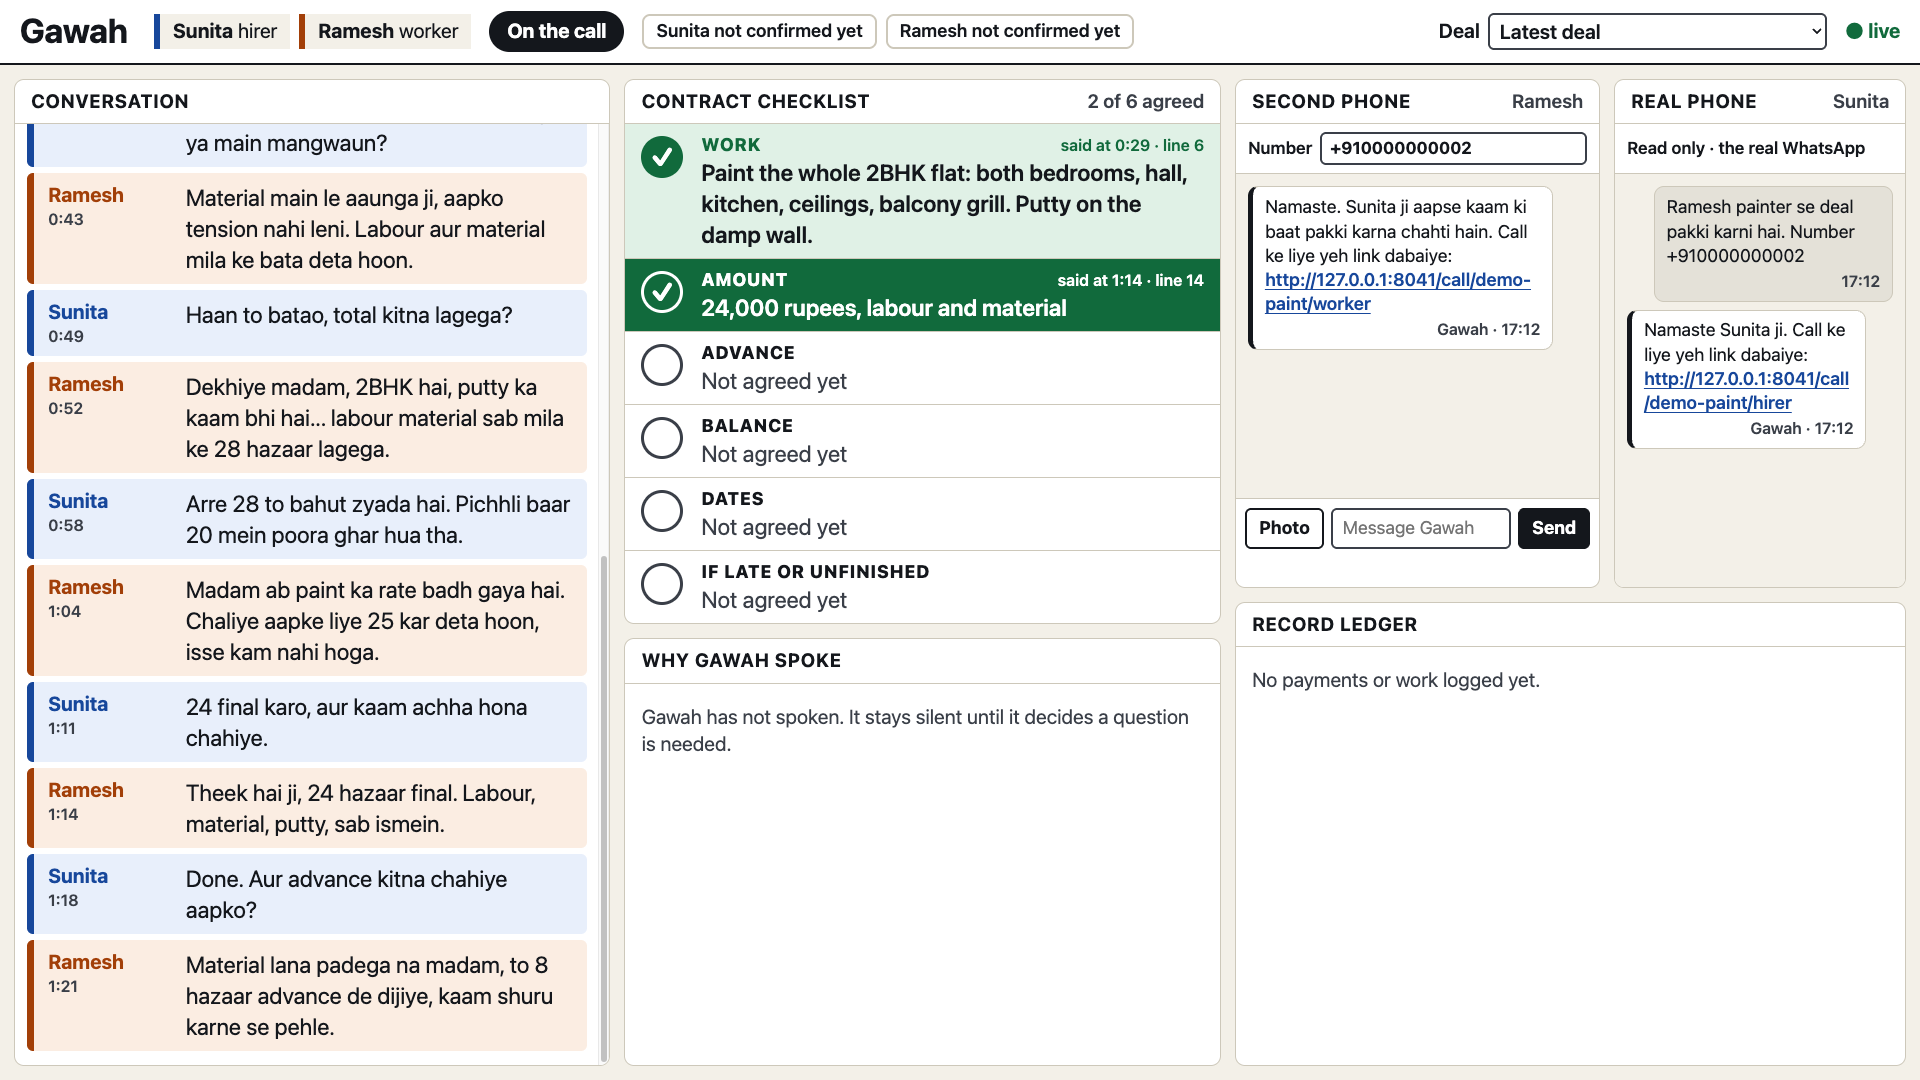 Gawah
Sunita hirer
Ramesh worker
On the call
Sunita not confirmed yet
Ramesh not confirmed yet
Deal
Latest deal
live
CONVERSATION
ya main mangwaun?
Ramesh
0:43
Material main le aaunga ji, aapko
tension nahi leni. Labour aur material
mila ke bata deta hoon.
Sunita
0:49
Haan to batao, total kitna lagega?
Ramesh
0:52
Dekhiye madam, 2BHK hai, putty ka
kaam bhi hai... labour material sab mila
ke 28 hazaar lagega.
Sunita
0:58
Arre 28 to bahut zyada hai. Pichhli baar
20 mein poora ghar hua tha.
Ramesh
1:04
Madam ab paint ka rate badh gaya hai.
Chaliye aapke liye 25 kar deta hoon,
isse kam nahi hoga.
Sunita
1:11
24 final karo, aur kaam achha hona
chahiye.
Ramesh
1:14
Theek hai ji, 24 hazaar final. Labour,
material, putty, sab ismein.
Sunita
1:18
Done. Aur advance kitna chahiye
aapko?
Ramesh
1:21
Material lana padega na madam, to 8
hazaar advance de dijiye, kaam shuru
karne se pehle.
CONTRACT CHECKLIST
2 of 6 agreed
WORK
said at 0:29 · line 6
Paint the whole 2BHK flat: both bedrooms, hall,
kitchen, ceilings, balcony grill. Putty on the
damp wall.
AMOUNT
said at 1:14 · line 14
24,000 rupees, labour and material
ADVANCE
Not agreed yet
BALANCE
Not agreed yet
DATES
Not agreed yet
IF LATE OR UNFINISHED
Not agreed yet
WHY GAWAH SPOKE
Gawah has not spoken. It stays silent until it decides a question
is needed.
SECOND PHONE
Ramesh
Number
+910000000002
Namaste. Sunita ji aapse kaam ki
baat pakki karna chahti hain. Call
ke liye yeh link dabaiye:
http://127.0.0.1:8041/call/demo-
paint/worker
Gawah · 17:12
Photo
Message Gawah
Send
REAL PHONE
Sunita
Read only · the real WhatsApp
Ramesh painter se deal
pakki karni hai. Number
+910000000002
17:12
Namaste Sunita ji. Call ke
liye yeh link dabaiye:
http://127.0.0.1:8041/call
/demo-paint/hirer
Gawah · 17:12
RECORD LEDGER
No payments or work logged yet.